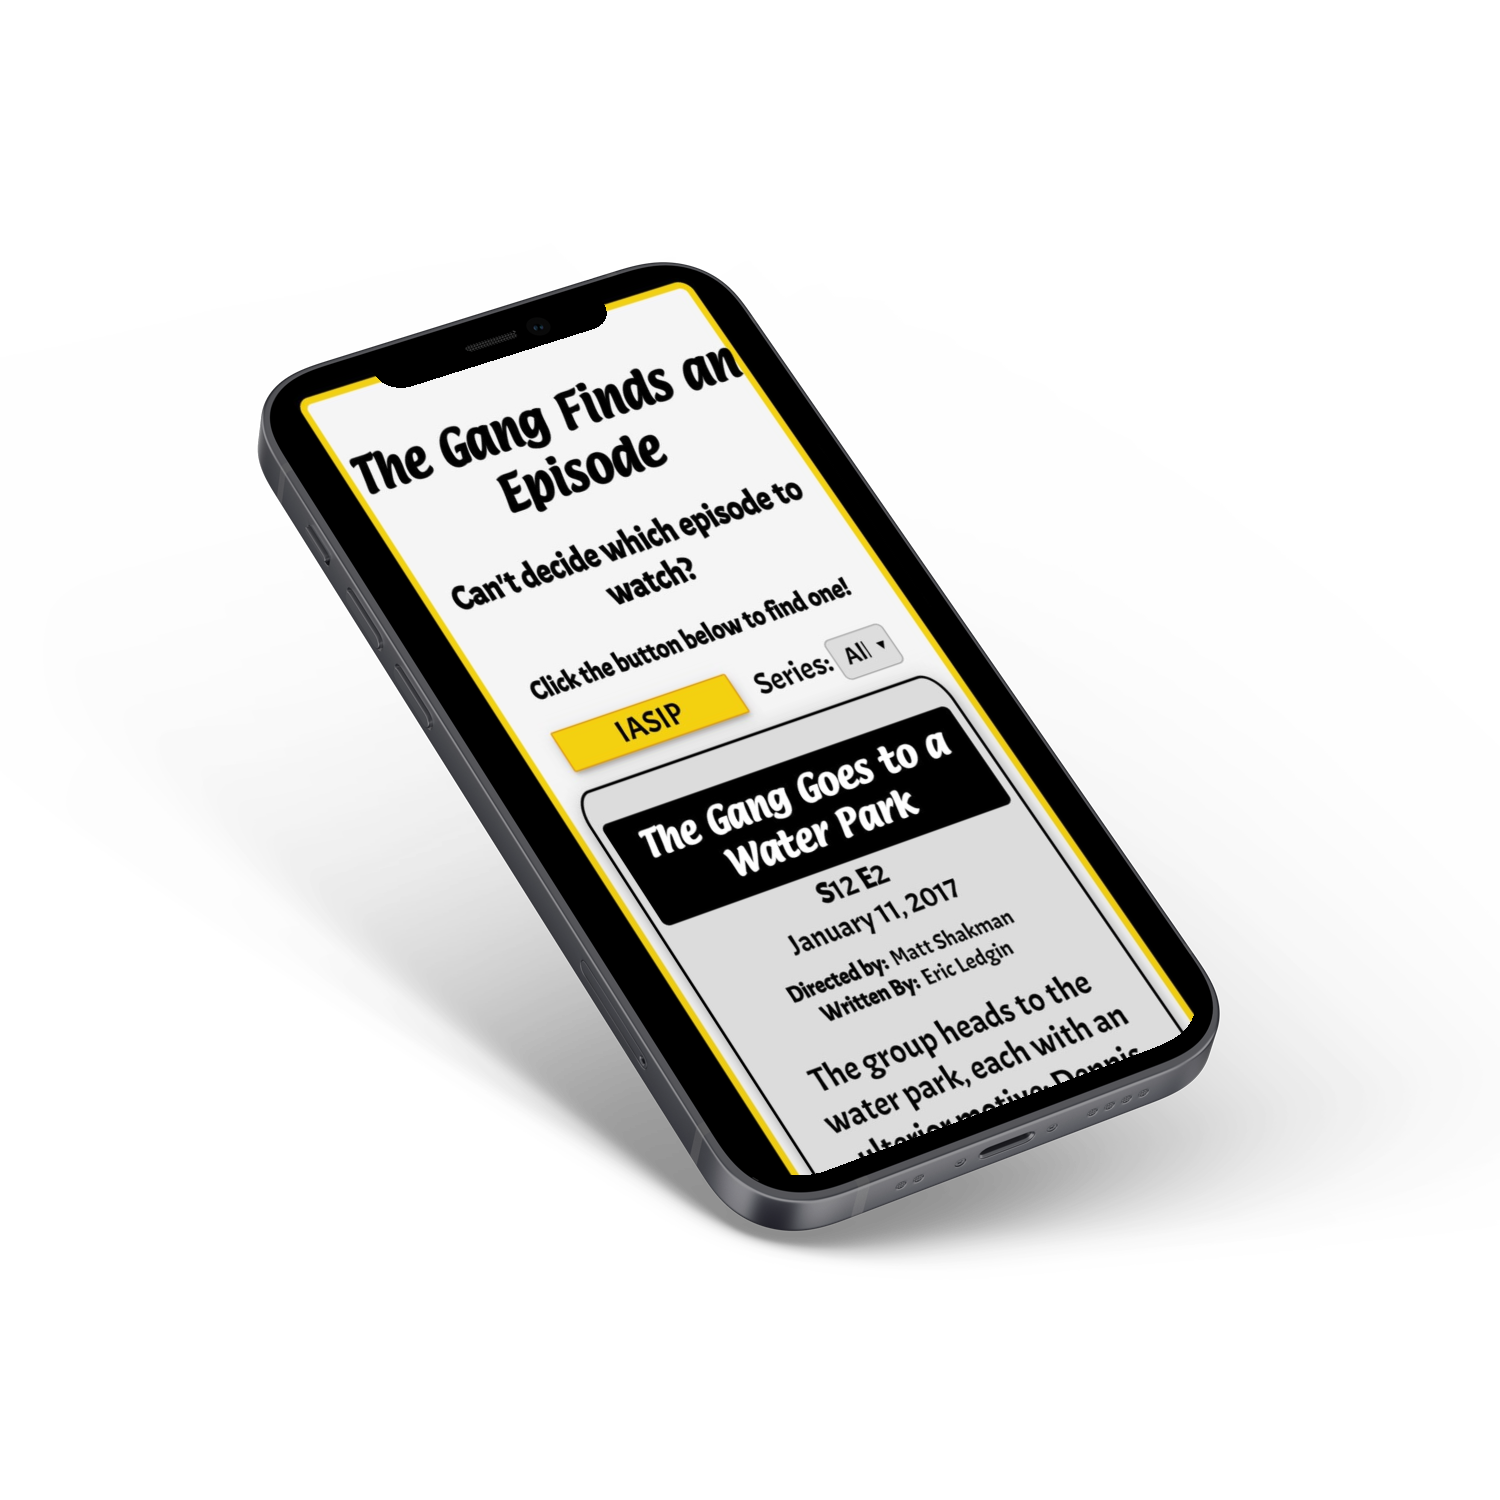 The Gang Finds an
Episode
Can't decide which episode to
watch?
Click the button below to find one!
IASIP
Series: All
The Gang Goes to a
Water Park
S12 E2
January 11, 2017
Directed by: Matt Shakman
Written By: Eric Ledgin
The group heads to the
water park, each with an
ulterior motive: Dennis